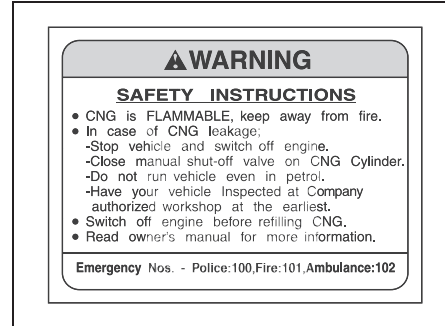 WARNING
SAFETY INSTRUCTIONS
● CNG is FLAMMABLE, keep away from fire.
● In case of CNG leakage;
-Stop vehicle and switch off engine.
-Close manual shut-off valve on CNG Cylinder.
-Do not run vehicle even in petrol.
-Have your vehicle Inspected at Company
authorized workshop at the earliest.
● Switch off engine before refilling CNG.
● Read owner's manual for more information.
Emergency Nos. - Police:100,Fire:101,Ambulance:102